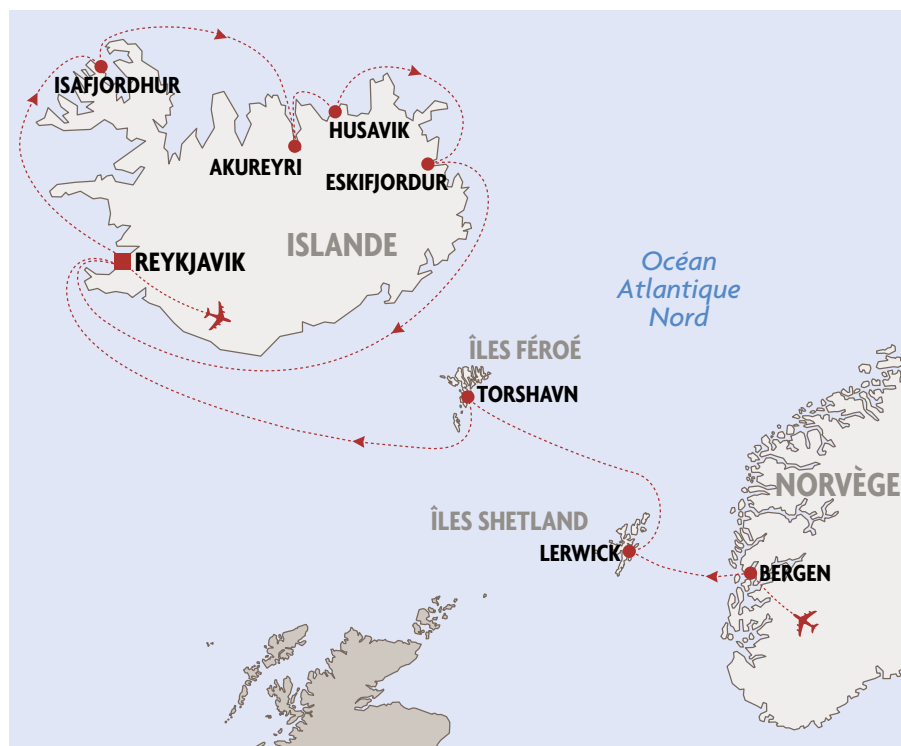 ISAFJORDHUR
HUSAVIK
AKUREYRI
ESKIFJORDUR
ISLANDE
REYKJAVIK
Océan
Atlantique
Nord
ÎLES FÉROÉ
TORSHAVN
NORVÈGE
ÎLES SHETLAND
LERWICK
BERGEN